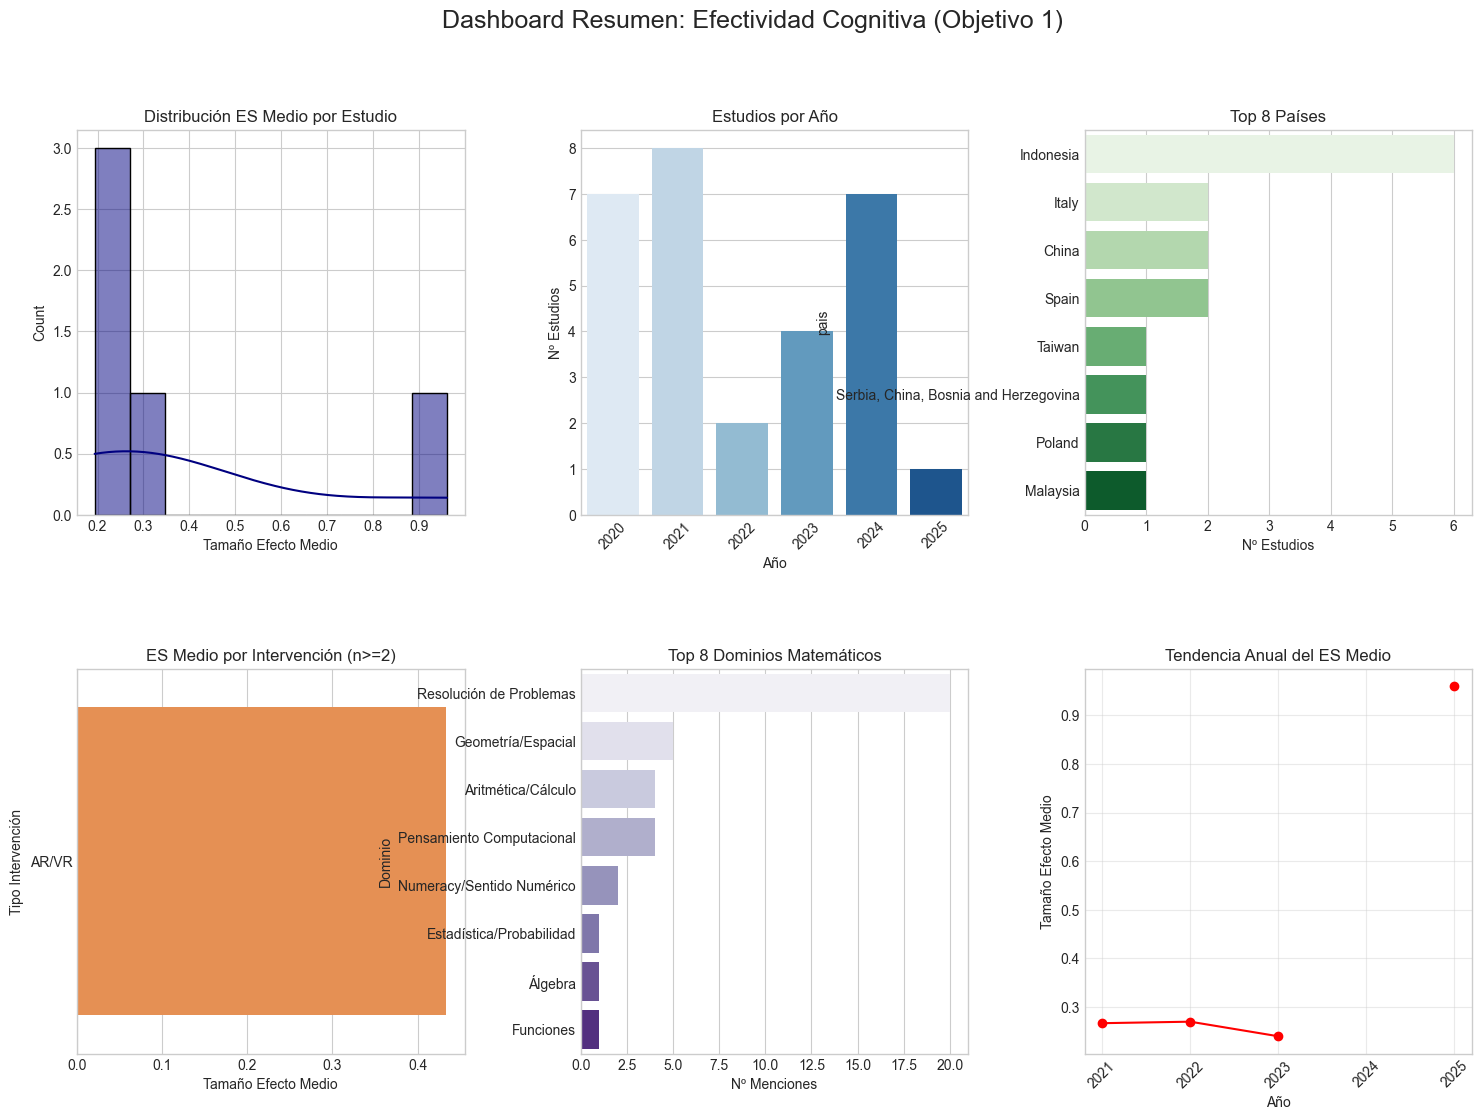 Dashboard Resumen: Efectividad Cognitiva (Objetivo 1)
Distribución ES Medio por Estudio
Count
3.0
2.5
2.0
1.5
1.0
0.5
0.0
0.2 0.3 0.4 0.5 0.6 0.7 0.8 0.9
Tamaño Efecto Medio
Estudios por Año
Nº Estudios
8
7
6
5
4
3
2
1
0
2020 2021 2022 2023 2024 2025
Año
Top 8 Países
pais
Indonesia
Italy
China
Spain
Taiwan
Serbia, China, Bosnia and Herzegovina
Poland
Malaysia
0 1 2 3 4 5 6
Nº Estudios
ES Medio por Intervención (n>=2)
Tipo Intervención
AR/VR
0.0 0.1 0.2 0.3 0.4
Tamaño Efecto Medio
Top 8 Dominios Matemáticos
Dominio
Resolución de Problemas
Geometría/Espacial
Aritmética/Cálculo
Pensamiento Computacional
Numeracy/Sentido Numérico
Estadística/Probabilidad
Álgebra
Funciones
0.0 2.5 5.0 7.5 10.0 12.5 15.0 17.5 20.0
Nº Menciones
Tendencia Anual del ES Medio
Tamaño Efecto Medio
0.9
0.8
0.7
0.6
0.5
0.4
0.3
2021 2022 2023 2024 2025
Año